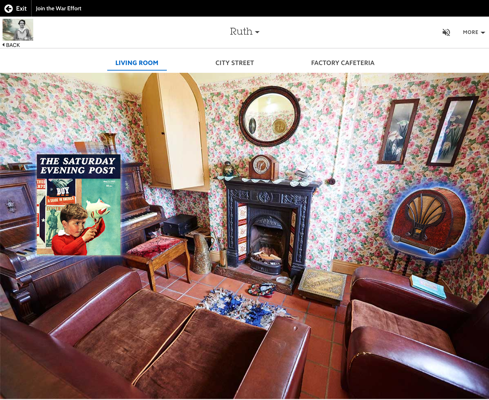 Exit
Join the War Effort
Ruth
BACK
MORE
LIVING ROOM
CITY STREET
FACTORY CAFETERIA
THE SATURDAY
EVENING POST
BUY